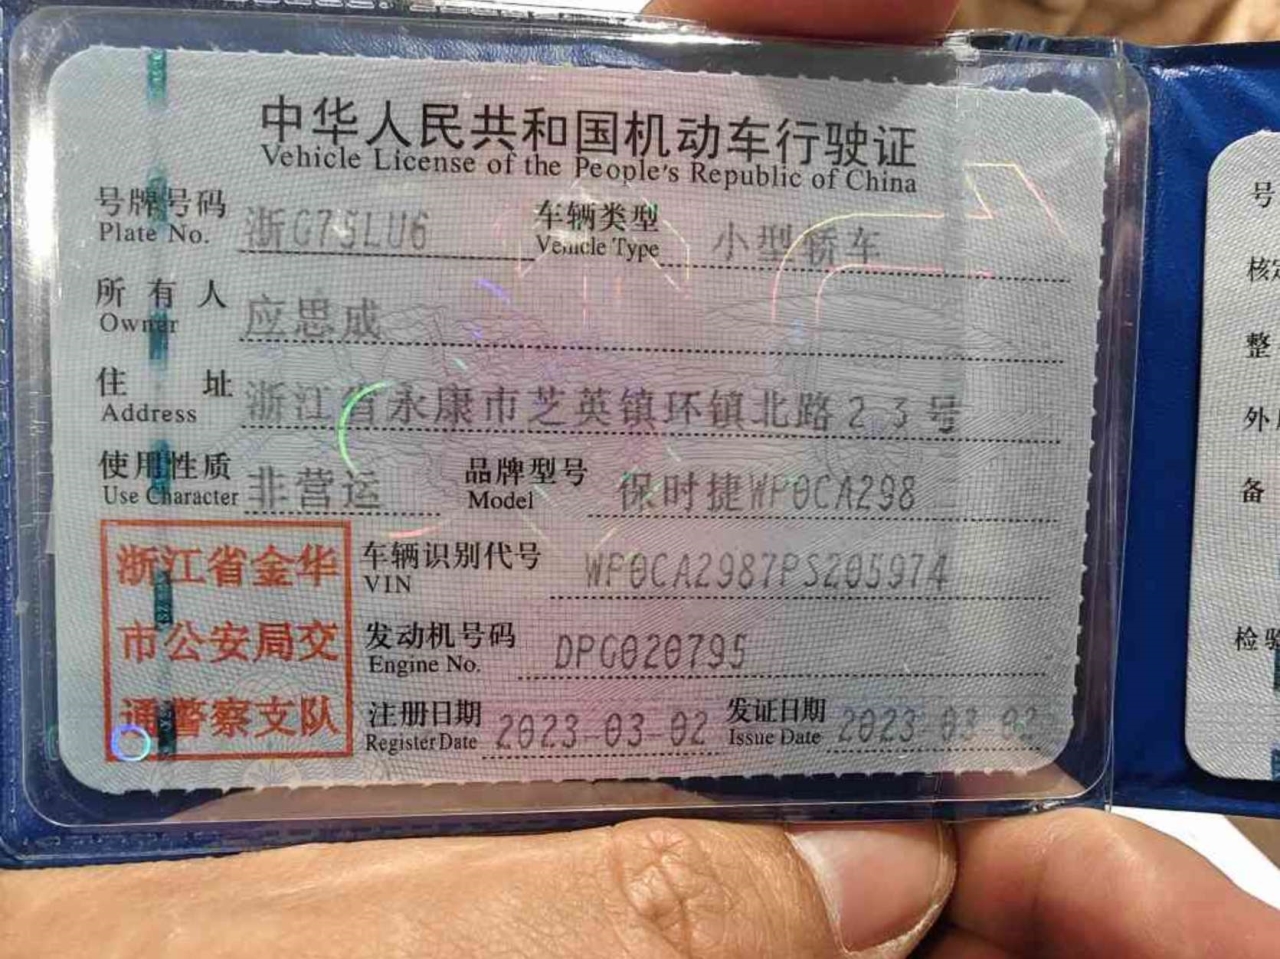 中华人民共和国机动车行驶证
Vehicle License of the People's Republic of China
号牌号码 浙G75LU6 车辆类型 小型轿车
Plate No. Vehicle Type
所有人 应思成
Owner
住址 浙江省永康市芝英镇环镇北路23号
Address
使用性质 非营运 品牌型号 保时捷WP0CA298
Use Character Model
浙江省金华
市公安局交
通警察支队
车辆识别代号 WP0CA2987PS205974
VIN
发动机号码 DPG020795
Engine No.
注册日期 2023-03-02 发证日期 2023-03-02
Register Date Issue Date
号
核定
整
外
备
检验